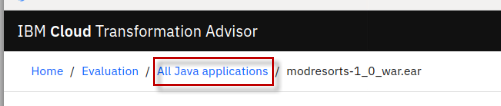 IBM Cloud Transformation Advisor
Home / Evaluation / All Java applications / modresorts-1_0_war.ear